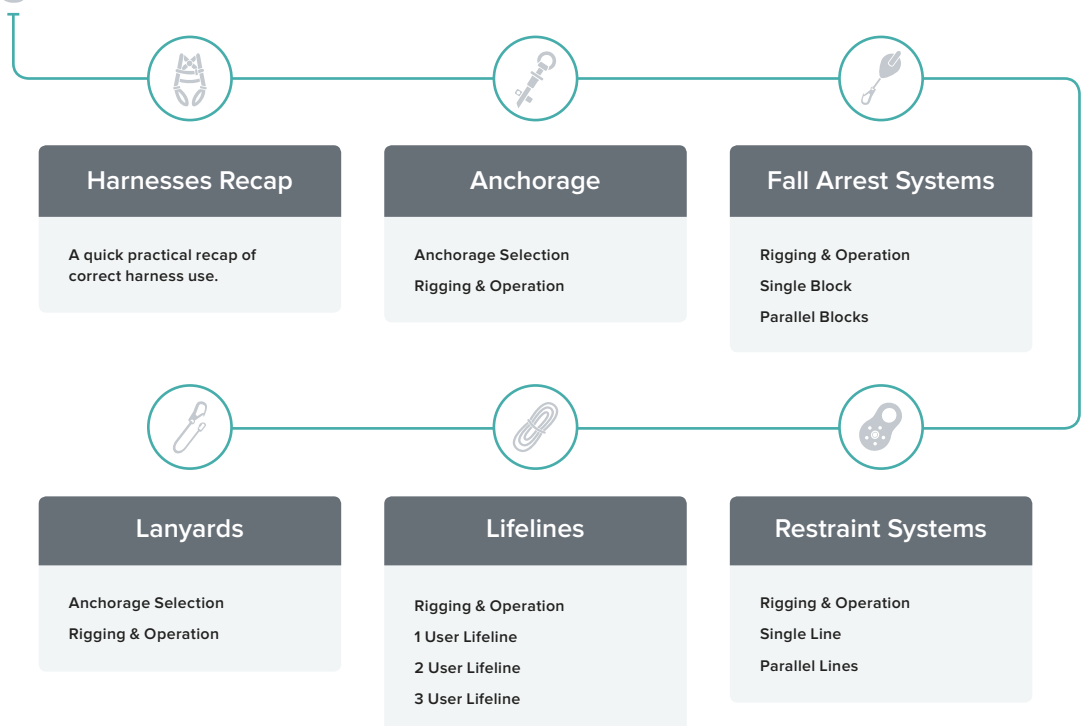 Harnesses Recap
A quick practical recap of
correct harness use.
Anchorage
Anchorage Selection
Rigging & Operation
Fall Arrest Systems
Rigging & Operation
Single Block
Parallel Blocks
Lanyards
Anchorage Selection
Rigging & Operation
Lifelines
Rigging & Operation
1 User Lifeline
2 User Lifeline
3 User Lifeline
Restraint Systems
Rigging & Operation
Single Line
Parallel Lines